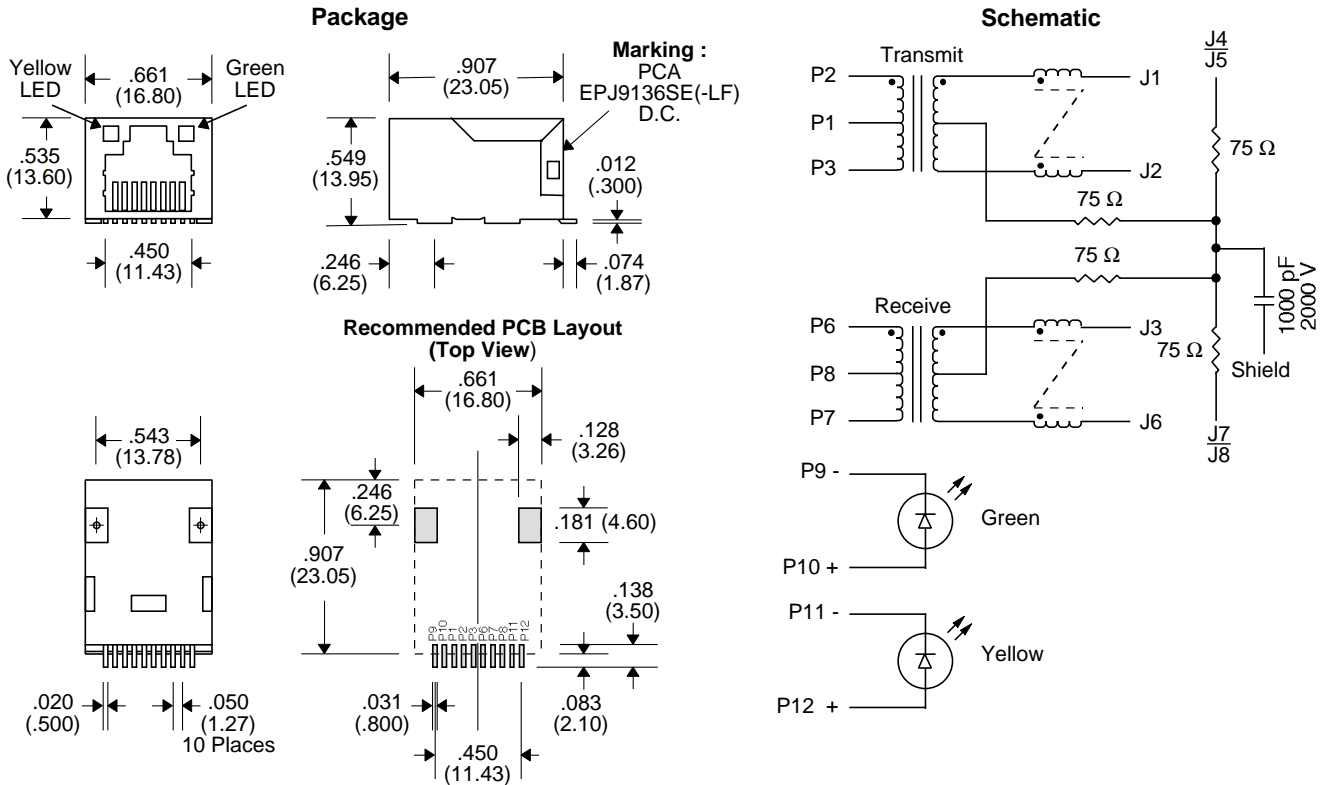 Package
Yellow
LED
.661
(16.80)
Green
LED
.535
(13.60)
.450
(11.43)
.907
(23.05)
Marking :
PCA
EPJ9136SE(-LF)
D.C.
.549
(13.95)
.012
(.300)
.246
(6.25)
.074
(1.87)
.543
(13.78)
.907
(23.05)
.020
(.500)
.050
(1.27)
10 Places
Recommended PCB Layout
(Top View)
.661
(16.80)
.128
(3.26)
.246
(6.25)
.181 (4.60)
.138
(3.50)
P9
P10
P1
P2
P3
P6
P7
P8
P11
P12
.031
(.800)
.083
(2.10)
.450
(11.43)
Schematic
Transmit
P2
P1
P3
J1
J2
J4
J5
75 Ω
75 Ω
75 Ω
1000 pF
2000 V
Shield
Receive
P6
P8
P7
J3
J6
75 Ω
J7
J8
P9 -
Green
P10 +
P11 -
Yellow
P12 +